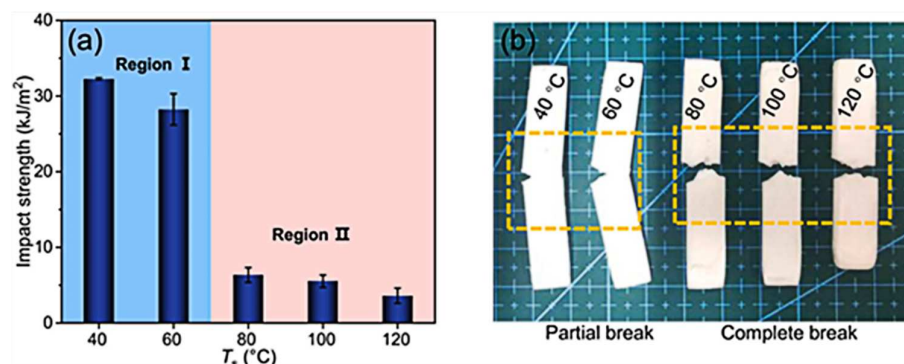 (a)
Region I
Region II
Impact strength (kJ/m²)
40
30
20
10
0
40 60 80 100 120
(°C)
(b)
40 °C
60 °C
80 °C
100 °C
120 °C
Partial break Complete break